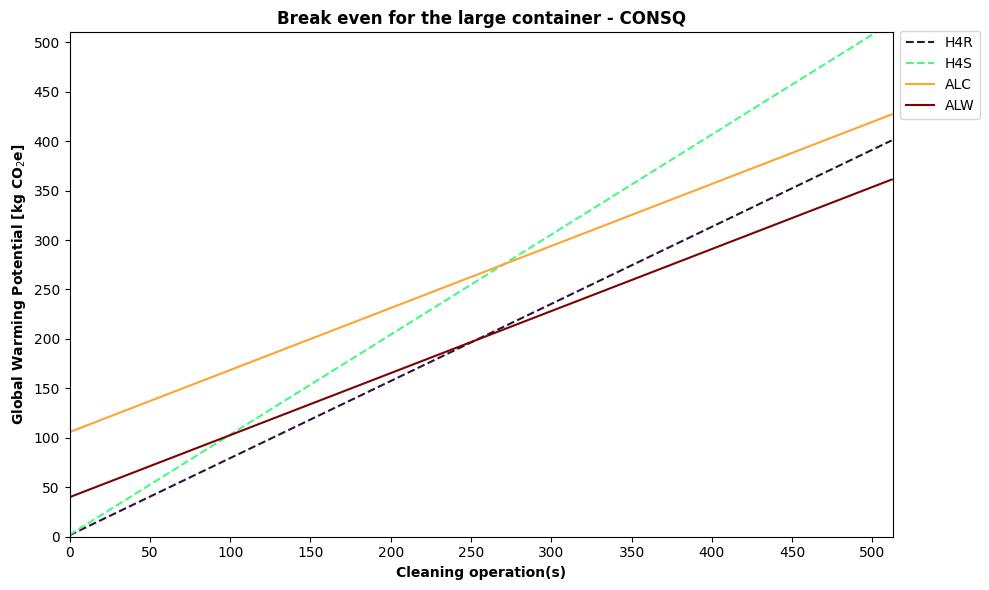 Break even for the large container - CONSQ
H4R
H4S
ALC
ALW
Global Warming Potential [kg CO₂e]
500
450
400
350
300
250
200
150
100
50
0
0 50 100 150 200 250 300 350 400 450 500
Cleaning operation(s)